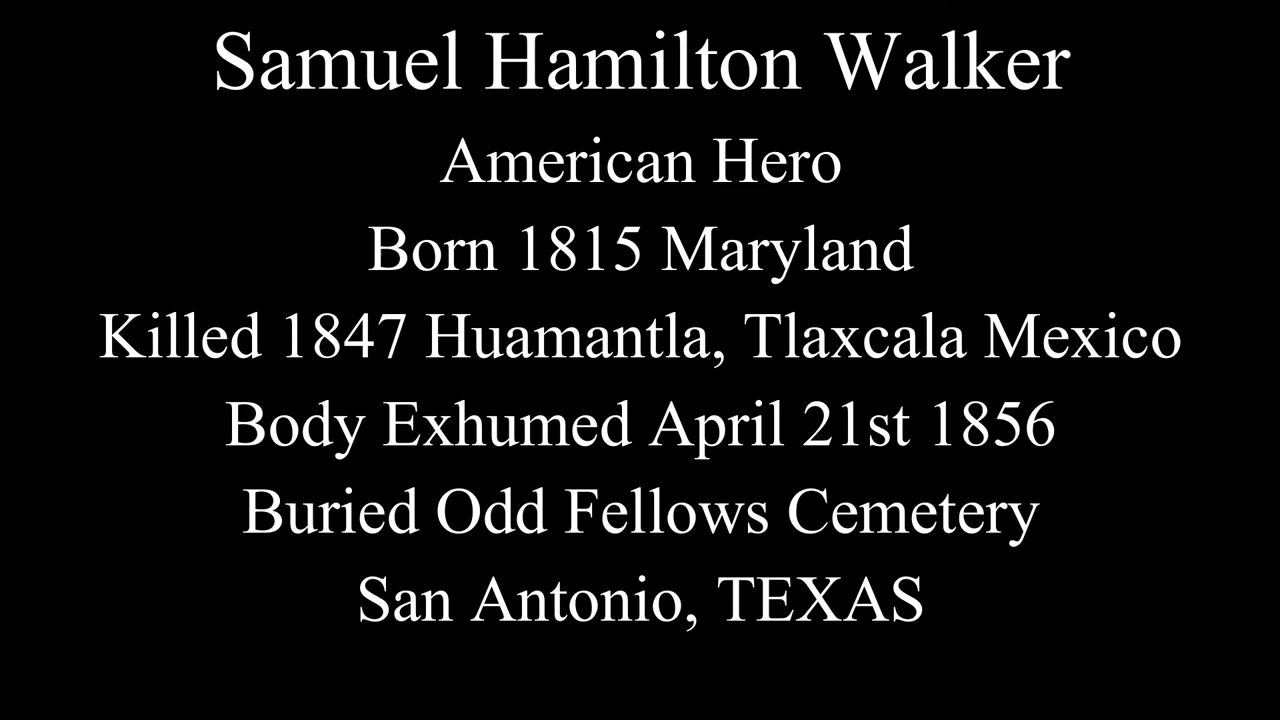 Samuel Hamilton Walker
American Hero
Born 1815 Maryland
Killed 1847 Huamantla, Tlaxcala Mexico
Body Exhumed April 21st 1856
Buried Odd Fellows Cemetery
San Antonio, TEXAS